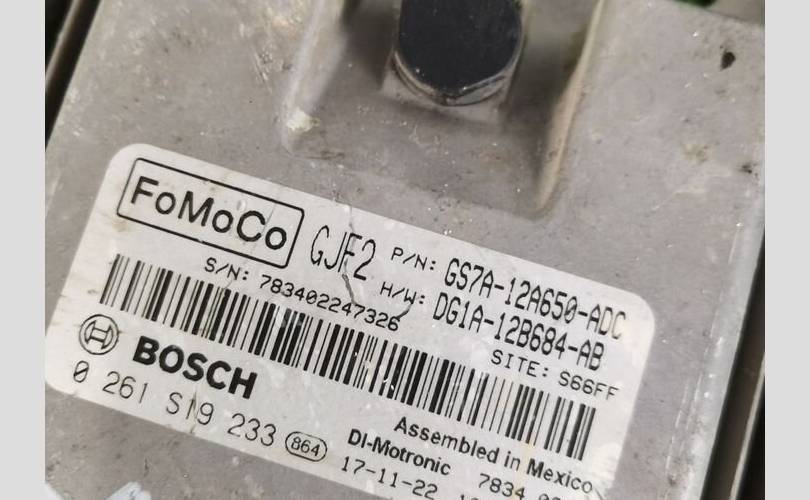 FoMoCo GJF2 P/N: GS7A-12A650-ADC
H/W: DG1A-12B684-AB
S/N: 783402247326
SITE: S66FF
BOSCH
0 261 S19 233 864
Assembled in Mexico
DI-Motronic 7834
17-11-22